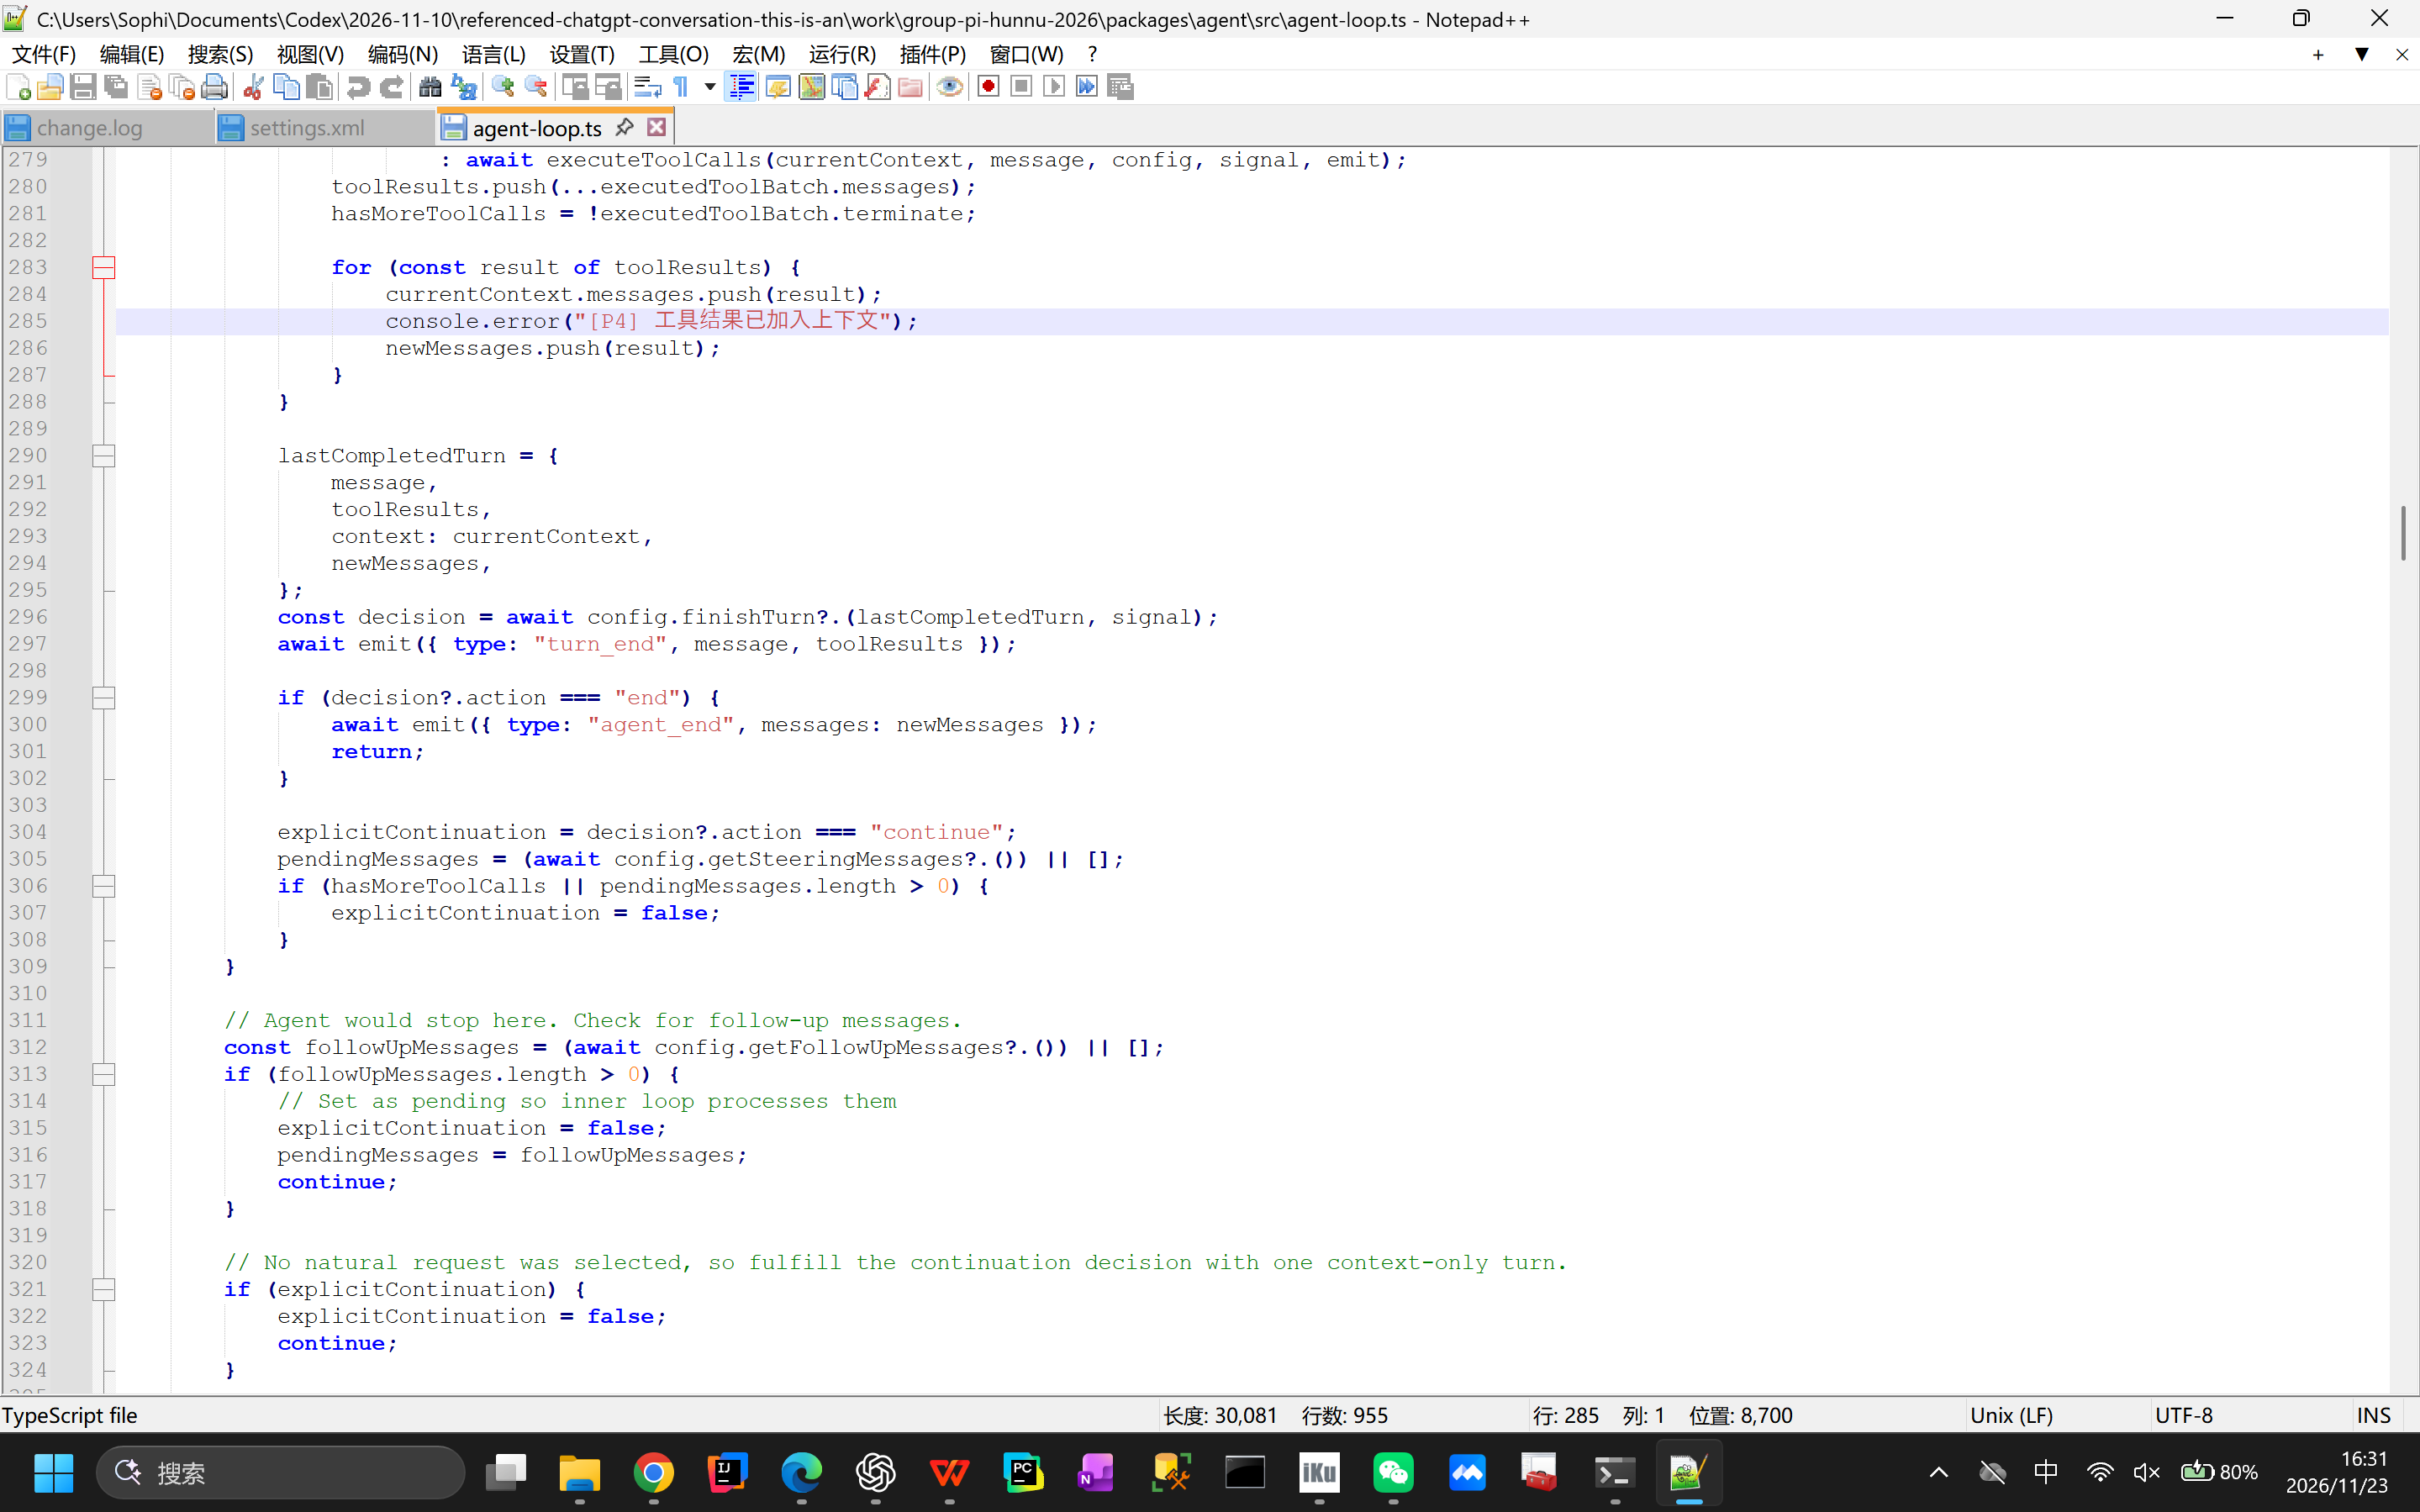 C:\Users\Sophi\Documents\Codex\2026-11-10\referenced-chatgpt-conversation-this-is-an\work\group-pi-hunnu-2026\packages\agent\src\agent-loop.ts - Notepad++
文件(F) 编辑(E) 搜索(S) 视图(V) 编码(N) 语言(L) 设置(T) 工具(O) 宏(M) 运行(R) 插件(P) 窗口(W) ?
change.log settings.xml agent-loop.ts
279 : await executeToolCalls(currentContext, message, config, signal, emit);
280 toolResults.push(...executedToolBatch.messages);
281 hasMoreToolCalls = !executedToolBatch.terminate;
282
283 for (const result of toolResults) {
284 currentContext.messages.push(result);
285 console.error("[P4] 工具结果已加入上下文");
286 newMessages.push(result);
287 }
288 }
289
290 lastCompletedTurn = {
291 message,
292 toolResults,
293 context: currentContext,
294 newMessages,
295 };
296 const decision = await config.finishTurn?.(lastCompletedTurn, signal);
297 await emit({ type: "turn_end", message, toolResults });
298
299 if (decision?.action === "end") {
300 await emit({ type: "agent_end", messages: newMessages });
301 return;
302 }
303
304 explicitContinuation = decision?.action === "continue";
305 pendingMessages = (await config.getSteeringMessages?.()) || [];
306 if (hasMoreToolCalls || pendingMessages.length > 0) {
307 explicitContinuation = false;
308 }
309 }
310
311 // Agent would stop here. Check for follow-up messages.
312 const followUpMessages = (await config.getFollowUpMessages?.()) || [];
313 if (followUpMessages.length > 0) {
314 // Set as pending so inner loop processes them
315 explicitContinuation = false;
316 pendingMessages = followUpMessages;
317 continue;
318 }
319
320 // No natural request was selected, so fulfill the continuation decision with one context-only turn.
321 if (explicitContinuation) {
322 explicitContinuation = false;
323 continue;
324 }
TypeScript file 长度: 30,081 行数: 955 行: 285 列: 1 位置: 8,700 Unix (LF) UTF-8 INS
搜索 IJ PC N iKu 中 80% 16:31
2026/11/23